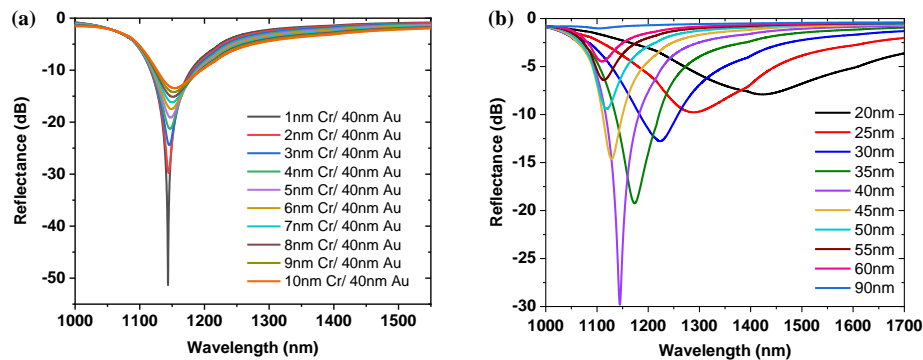 (a)
0
-10
-20
-30
-40
-50
Reflectance (dB)
1nm Cr/ 40nm Au
2nm Cr/ 40nm Au
3nm Cr/ 40nm Au
4nm Cr/ 40nm Au
5nm Cr/ 40nm Au
6nm Cr/ 40nm Au
7nm Cr/ 40nm Au
8nm Cr/ 40nm Au
9nm Cr/ 40nm Au
10nm Cr/ 40nm Au
1000 1100 1200 1300 1400 1500
Wavelength (nm)
(b)
0
-5
-10
-15
-20
-25
-30
Reflectance (dB)
20nm
25nm
30nm
35nm
40nm
45nm
50nm
55nm
60nm
90nm
1000 1100 1200 1300 1400 1500 1600 1700
Wavelength (nm)